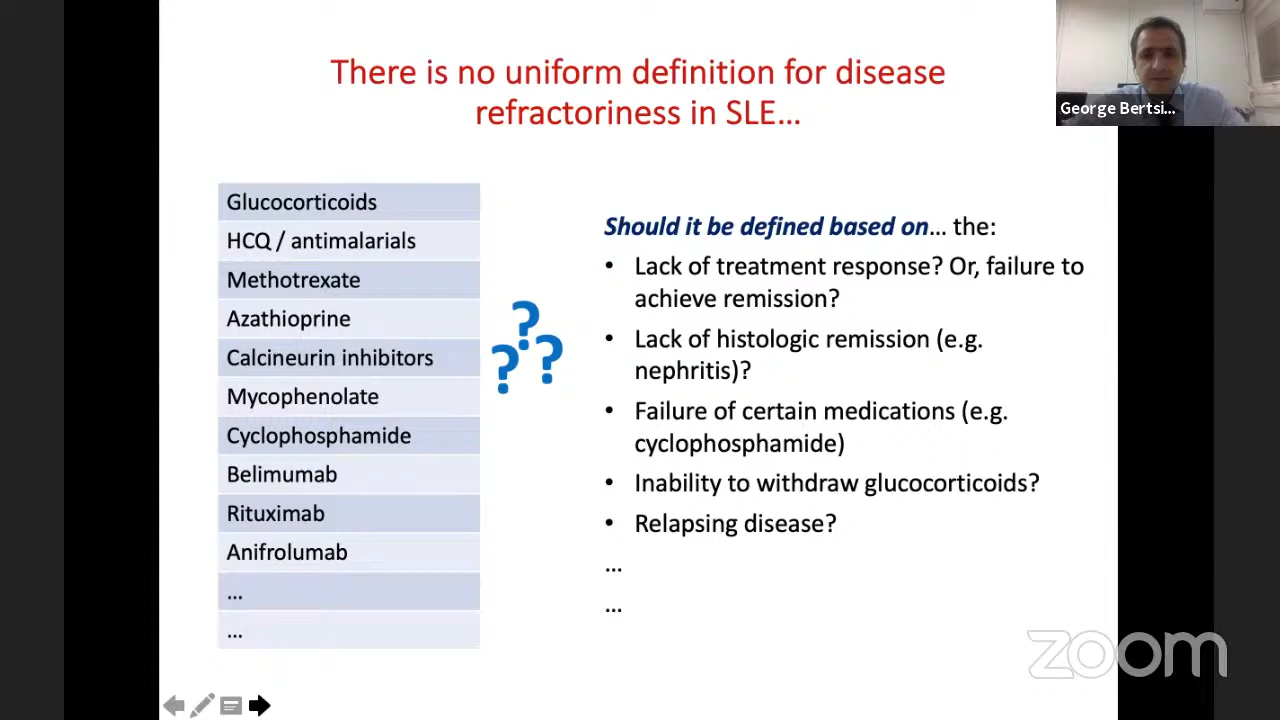 There is no uniform definition for disease
refractoriness in SLE...
George Bertsi...
Glucocorticoids
HCQ / antimalarials
Methotrexate
Azathioprine
Calcineurin inhibitors
Mycophenolate
Cyclophosphamide
Belimumab
Rituximab
Anifrolumab
...
...
?
?
?
Should it be defined based on... the:
• Lack of treatment response? Or, failure to
achieve remission?
• Lack of histologic remission (e.g.
nephritis)?
• Failure of certain medications (e.g.
cyclophosphamide)
• Inability to withdraw glucocorticoids?
• Relapsing disease?
...
...
zoom